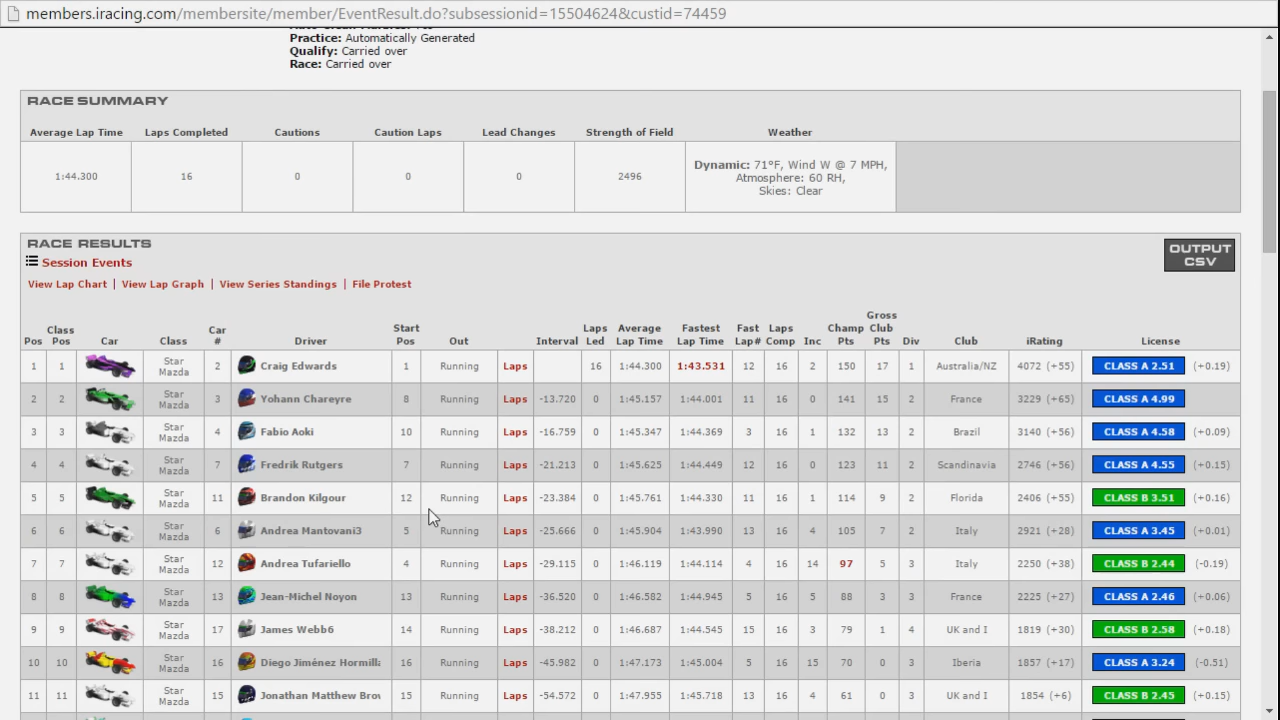 members.iracing.com/membersite/member/EventResult.do?subsessionid=15504624&custid=74459
Practice: Automatically Generated
Qualify: Carried over
Race: Carried over
RACE SUMMARY
Average Lap Time Laps Completed Cautions Caution Laps Lead Changes Strength of Field Weather
1:44.300 16 0 0 0 2496 Dynamic: 71°F, Wind W @ 7 MPH,
Atmosphere: 60 RH,
Skies: Clear
RACE RESULTS
Session Events
OUTPUT
CSV
View Lap Chart | View Lap Graph | View Series Standings | File Protest
Pos Class Pos Car Class Car # Driver Start Pos Out Interval Laps Led Average Lap Time Fastest Lap Time Fast Lap# Laps Comp Inc Champ Pts Gross Club Pts Div Club iRating License
1 1 Star Mazda 2 Craig Edwards 1 Running Laps 16 1:44.300 1:43.531 12 16 2 150 17 1 Australia/NZ 4072 (+55) CLASS A 2.51 (+0.19)
2 2 Star Mazda 3 Yohann Chareyre 8 Running Laps -13.720 0 1:45.157 1:44.001 11 16 0 141 15 2 France 3229 (+65) CLASS A 4.99
3 3 Star Mazda 4 Fabio Aoki 10 Running Laps -16.759 0 1:45.347 1:44.369 3 16 1 132 13 2 Brazil 3140 (+56) CLASS A 4.58 (+0.09)
4 4 Star Mazda 7 Fredrik Rutgers 7 Running Laps -21.213 0 1:45.625 1:44.449 12 16 0 123 11 2 Scandinavia 2746 (+56) CLASS A 4.55 (+0.15)
5 5 Star Mazda 11 Brandon Kilgour 12 Running Laps -23.384 0 1:45.761 1:44.330 11 16 1 114 9 2 Florida 2406 (+55) CLASS B 3.51 (+0.16)
6 6 Star Mazda 6 Andrea Mantovani3 5 Running Laps -25.666 0 1:45.904 1:43.990 13 16 4 105 7 2 Italy 2921 (+28) CLASS A 3.45 (+0.01)
7 7 Star Mazda 12 Andrea Tufariello 4 Running Laps -29.115 0 1:46.119 1:44.114 4 16 14 97 5 3 Italy 2250 (+38) CLASS B 2.44 (-0.19)
8 8 Star Mazda 13 Jean-Michel Noyon 13 Running Laps -36.520 0 1:46.582 1:44.945 5 16 3 88 3 3 France 2225 (+27) CLASS A 2.46 (+0.06)
9 9 Star Mazda 17 James Webb6 14 Running Laps -38.212 0 1:46.687 1:44.545 15 16 3 79 1 4 UK and I 1819 (+30) CLASS B 2.58 (+0.18)
10 10 Star Mazda 16 Diego Jiménez Hormilla 16 Running Laps -45.982 0 1:47.173 1:45.004 5 16 9 70 0 3 Iberia 1857 (+17) CLASS A 3.24 (-0.51)
11 11 Star Mazda 15 Jonathan Matthew Brov 15 Running Laps -54.572 0 1:47.955 1:45.718 13 16 3 61 0 3 UK and I 1854 (+6) CLASS B 2.45 (+0.15)